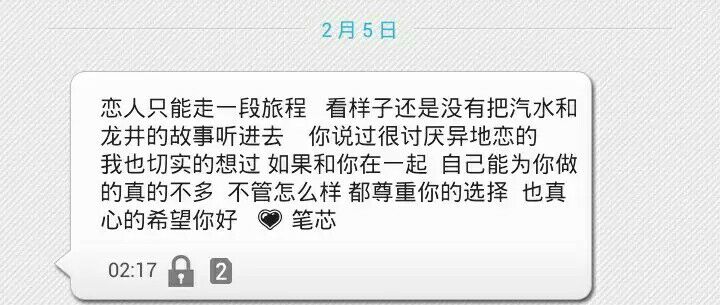 2月5日
恋人只能走一段旅程 看样子还是没有把汽水和
龙井的故事听进去 你说过很讨厌异地恋的
我也切实的想过 如果和你在一起 自己能为你做
的真的不多 不管怎么样 都尊重你的选择 也真
心的希望你好 💗 笔芯
02:17 2